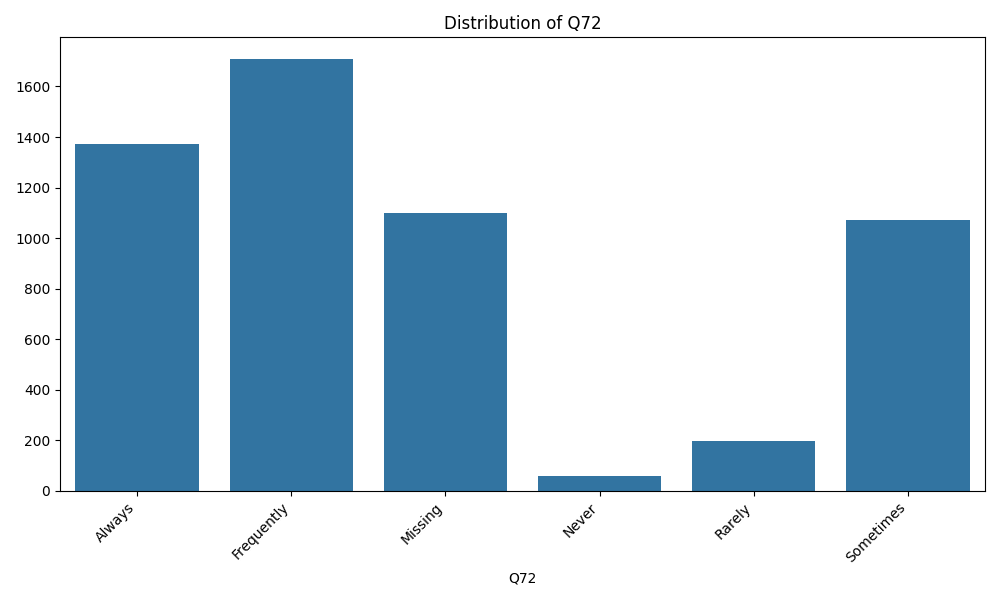 Distribution of Q72
1600
1400
1200
1000
800
600
400
200
0
Always
Frequently
Missing
Never
Rarely
Sometimes
Q72